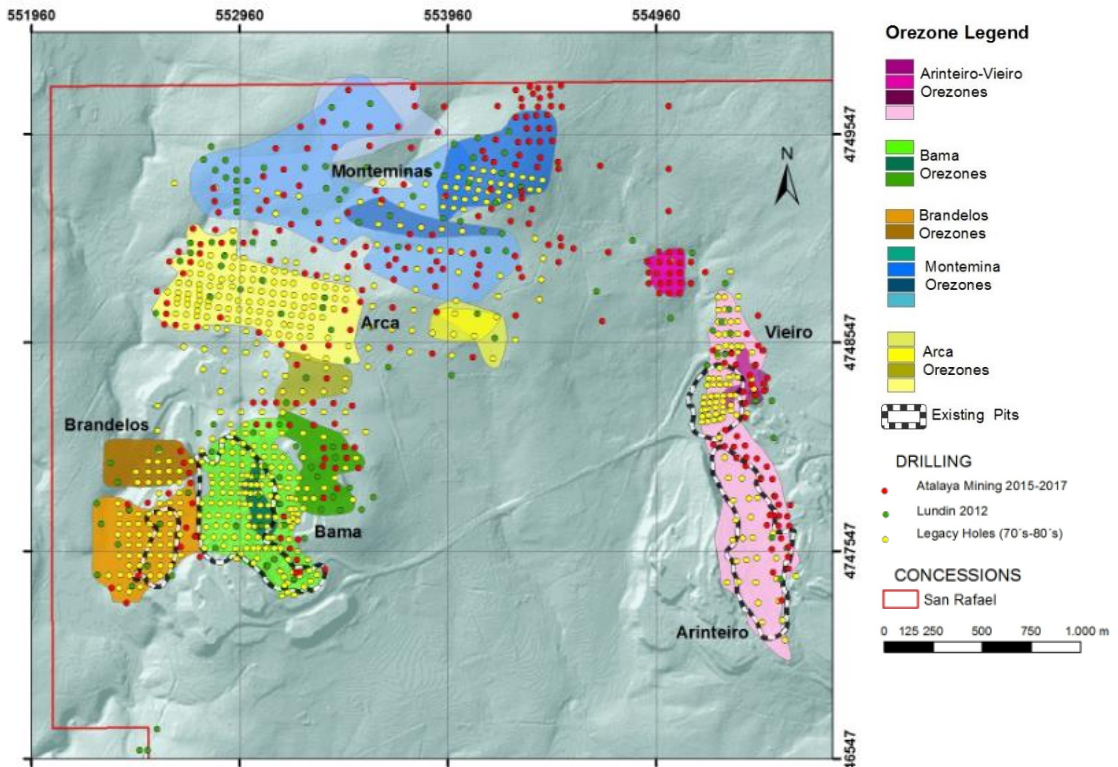 551960 552960 553960 554960
4749547
4748547
4747547
46547
N
Monteminas
Arca
Vieiro
Brandelos
Bama
Arinteiro
Orezone Legend
Arinteiro-Vieiro
Orezones
Bama
Orezones
Brandelos
Orezones
Montemina
Orezones
Arca
Orezones
Existing Pits
DRILLING
Atalaya Mining 2015-2017
Lundin 2012
Legacy Holes (70´s-80´s)
CONCESSIONS
San Rafael
0 125 250 500 750 1.000 m